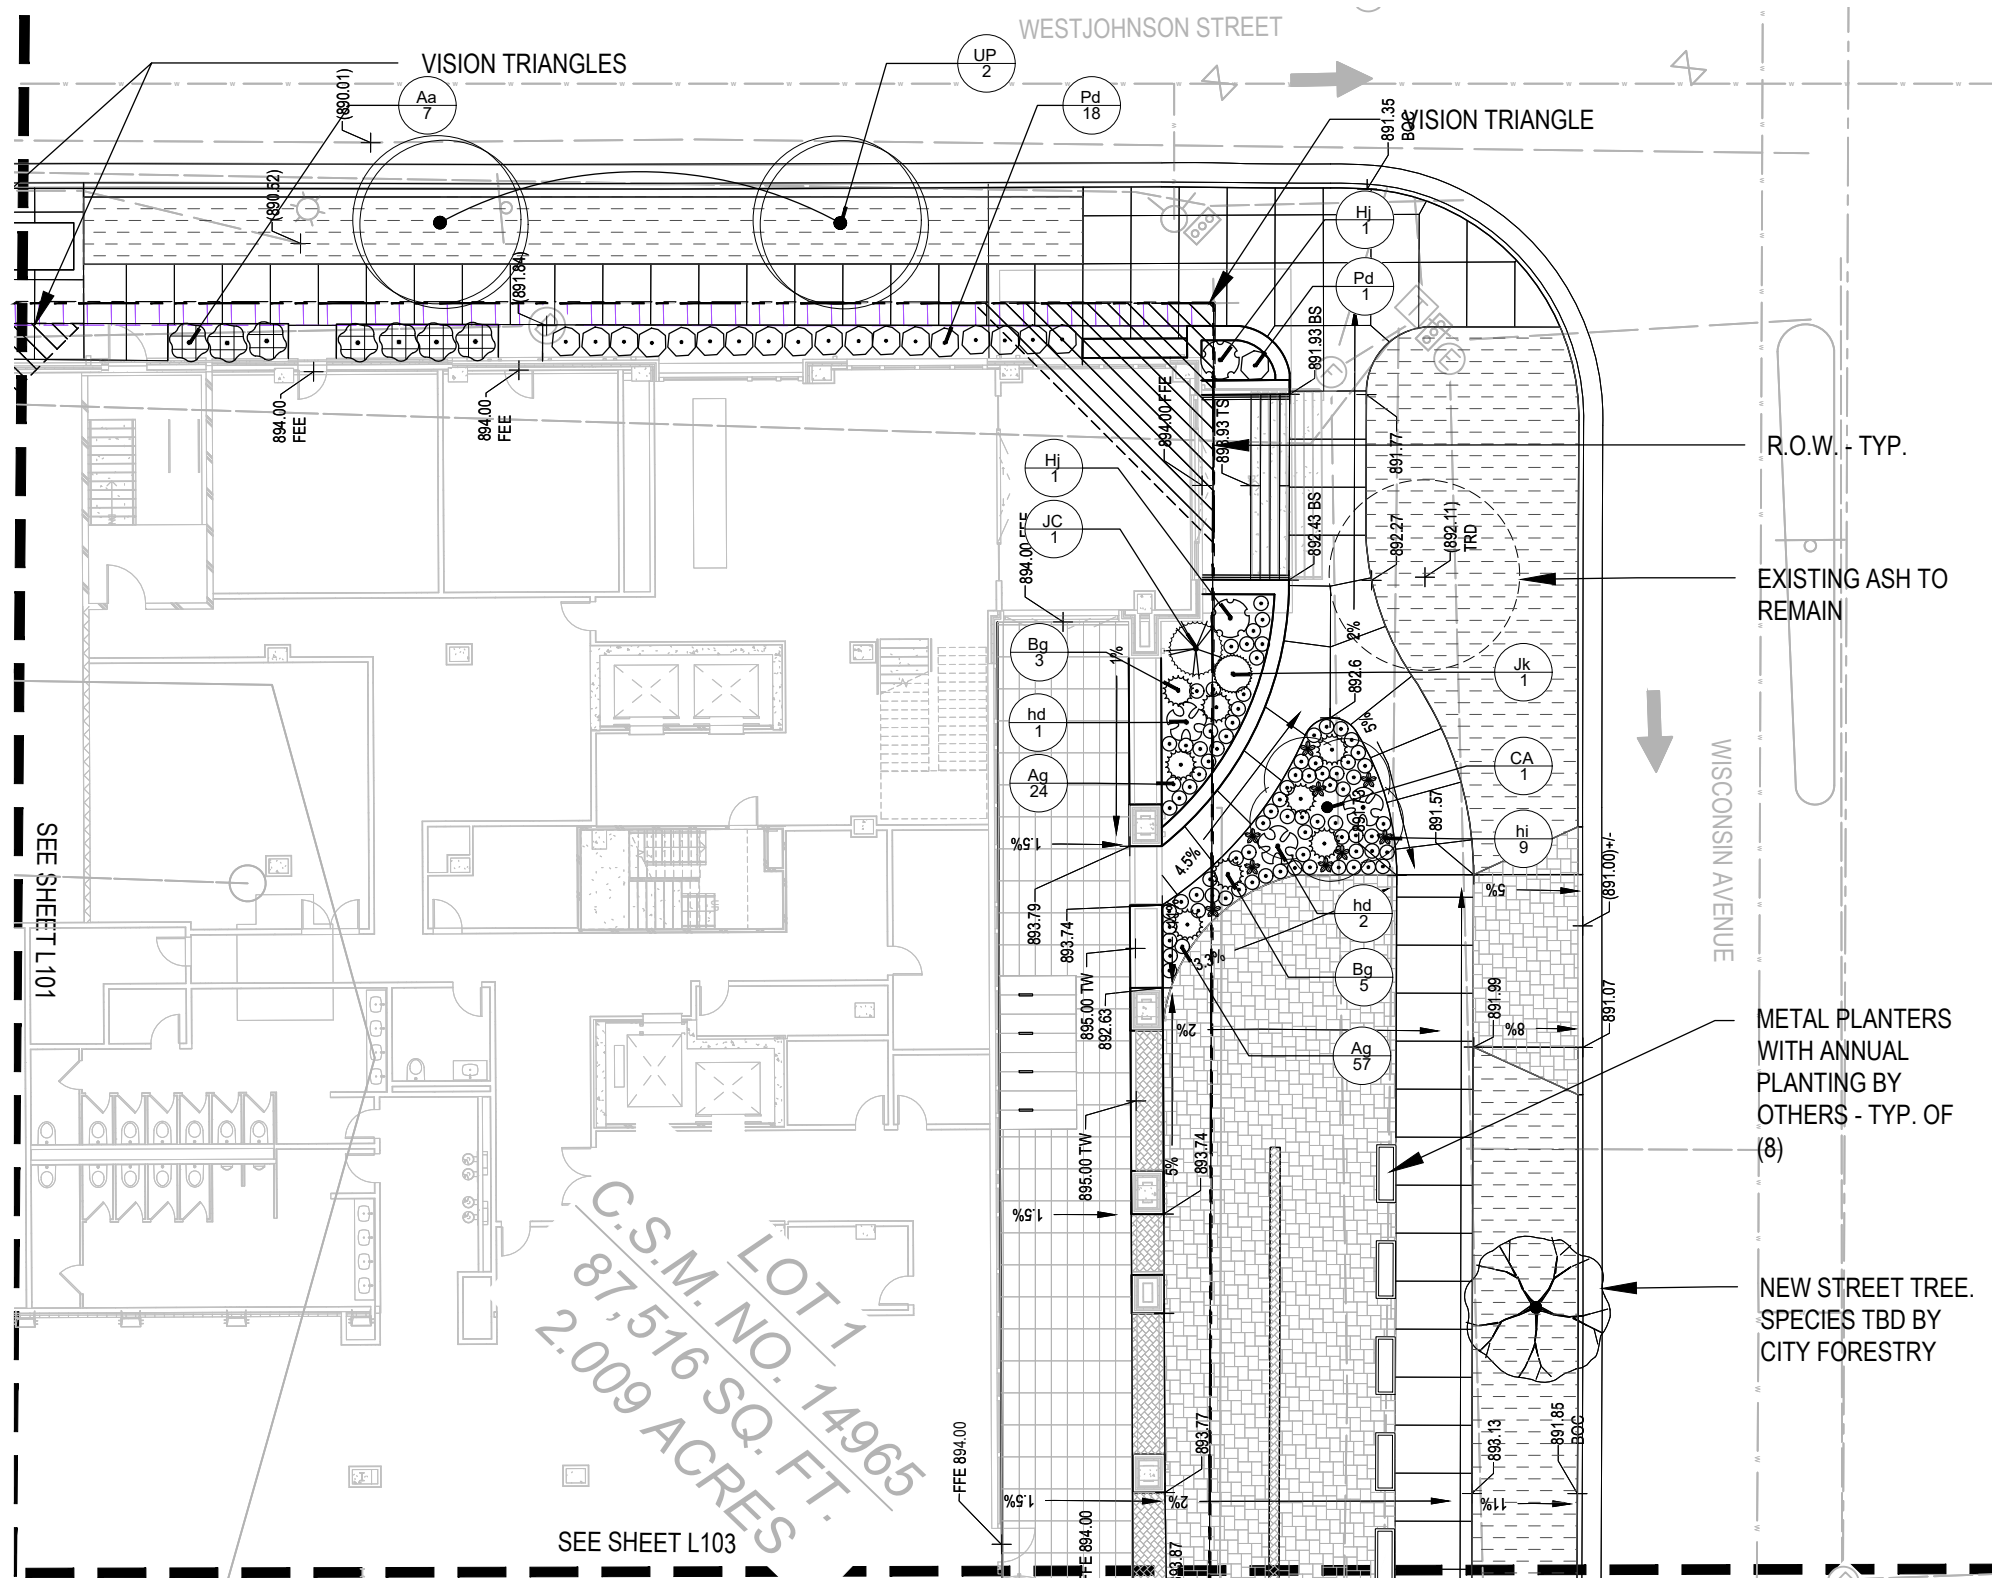 WEST JOHNSON STREET
VISION TRIANGLES
UP
2
Aa
7
Pd
18
(890.01)
891.35
BOC
VISION TRIANGLE
(890.52)
(891.84)
Hj
1
Pd
1
891.93 BS
894.00
FEE
894.00
FEE
894.00 FFE
893.93 TS
891.77
R.O.W. - TYP.
Hj
1
JC
1
894.00 FFE
892.43 BS
892.27
(892.11)
TRD
EXISTING ASH TO
REMAIN
Bg
3
1%
2%
892.6
Jk
1
hd
1
5%
WISCONSIN AVENUE
CA
1
Ag
24
891.57
SEE SHEET L101
1.5%
4.5%
hi
9
(891.00)+/-
5%
893.79
893.74
hd
2
3.3%
Bg
5
895.00 TW
892.63
891.99
891.07
2%
8%
METAL PLANTERS
WITH ANNUAL
PLANTING BY
OTHERS - TYP. OF
(8)
Ag
57
895.00 TW
5%
893.74
1.5%
LOT 1
C.S.M. NO. 14965
87,516 SQ. FT.
2.009 ACRES
NEW STREET TREE.
SPECIES TBD BY
CITY FORESTRY
FFE 894.00
893.77
893.13
891.85
BOC
1.5%
2%
11%
SEE SHEET L103
FFE 894.00